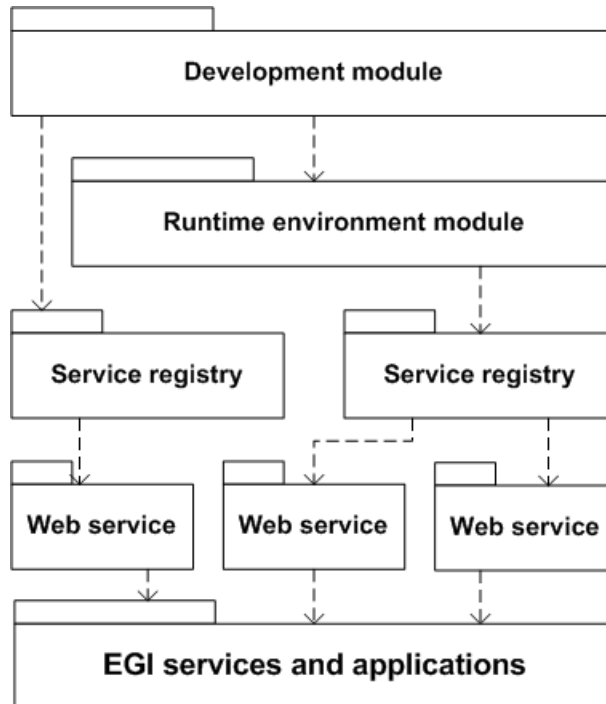 Development module
Runtime environment module
Service registry
Service registry
Web service
Web service
Web service
EGI services and applications